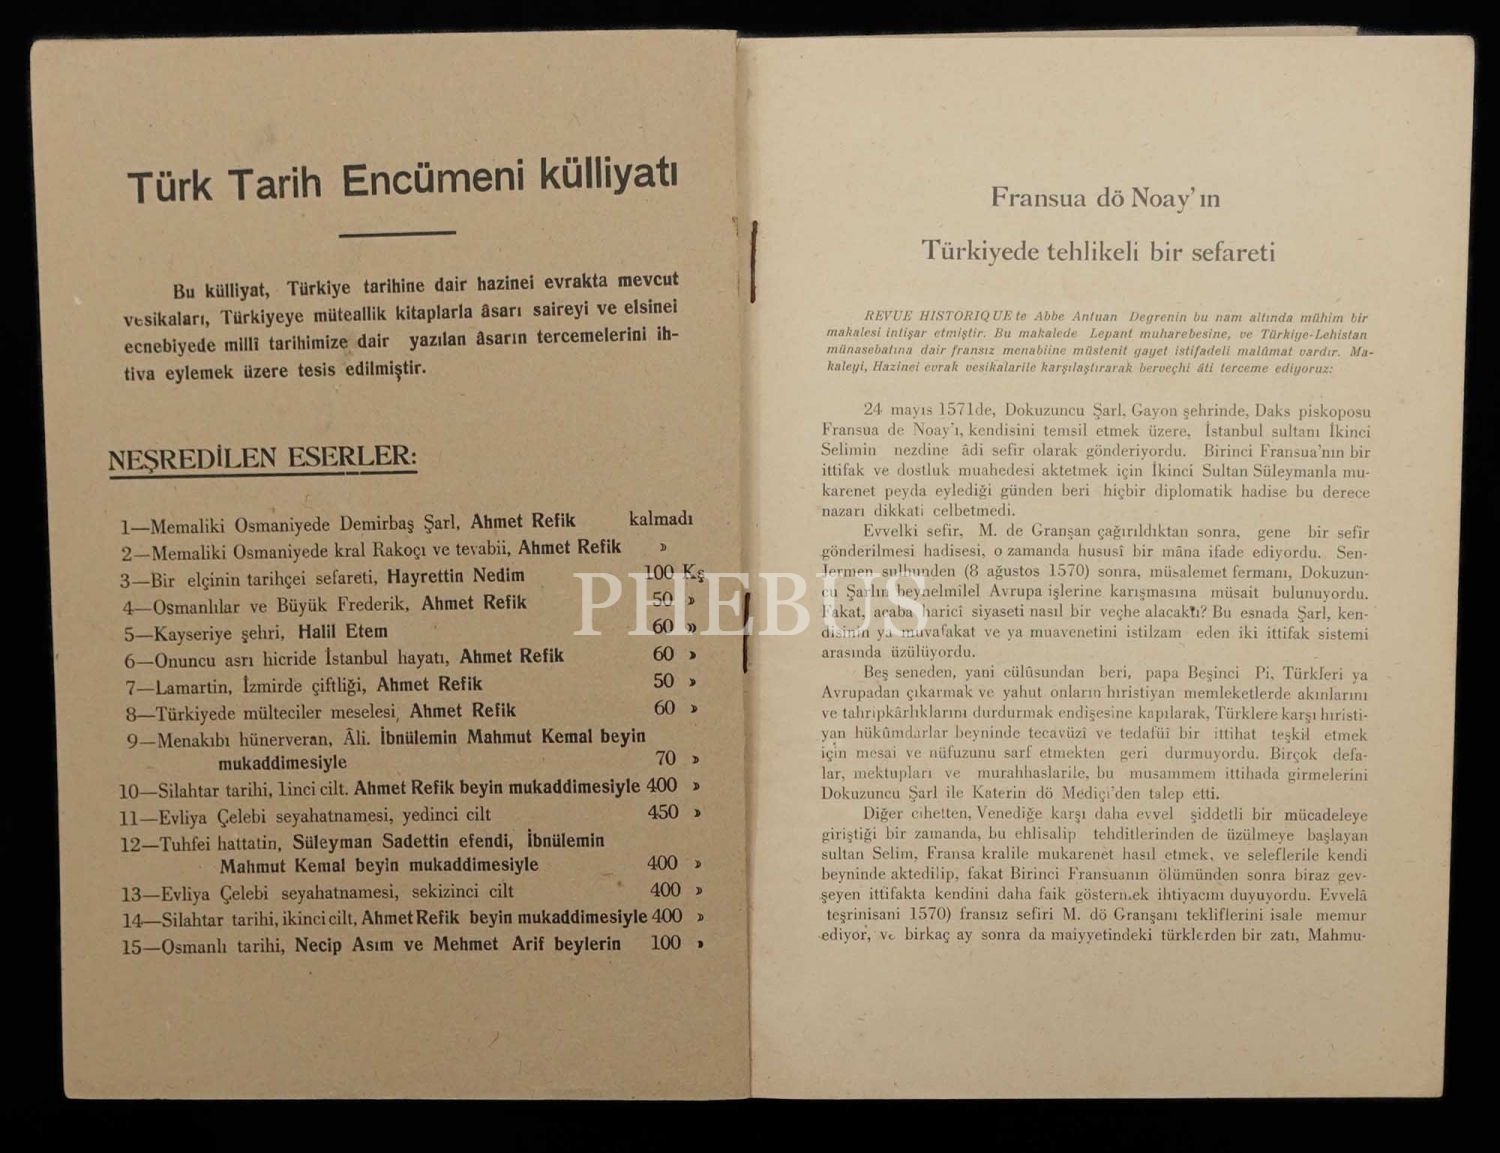 Türk Tarih Encümeni külliyatı
Bu külliyat, Türkiye tarihine dair hazinei evrakta mevcut
vesikaları, Türkiyeye müteallik kitaplarla âsarı saireyi ve elsinei
ecnebiyede millî tarihimize dair yazılan âsarın tercemelerini ih-
tiva eylemek üzere tesis edilmiştir.
NEŞREDİLEN ESERLER:
1—Memaliki Osmaniyede Demirbaş Şarl, Ahmet Refik kalmadı
2—Memaliki Osmaniyede kral Rakoçı ve tevabii, Ahmet Refik »
3—Bir elçinin tarihçei sefareti, Hayrettin Nedim 100 Kş
4—Osmanlılar ve Büyük Frederik, Ahmet Refik 50 »
5—Kayseriye şehri, Halil Etem 60 »
6—Onuncu asrı hicride İstanbul hayatı, Ahmet Refik 60 »
7—Lamartin, İzmirde çiftliği, Ahmet Refik 50 »
8—Türkiyede mülteciler meselesi, Ahmet Refik 60 »
9—Menakıbı hünerveran, Âli. İbnülemin Mahmut Kemal beyin
mukaddimesiyle 70 »
10—Silahtar tarihi, 1inci cilt. Ahmet Refik beyin mukaddimesiyle 400 »
11—Evliya Çelebi seyahatnamesi, yedinci cilt 450 »
12—Tuhfei hattatin, Süleyman Sadettin efendi, İbnülemin
Mahmut Kemal beyin mukaddimesiyle 400 »
13—Evliya Çelebi seyahatnamesi, sekizinci cilt 400 »
14—Silahtar tarihi, ikinci cilt, Ahmet Refik beyin mukaddimesiyle 400 »
15—Osmanlı tarihi, Necip Asım ve Mehmet Arif beylerin 100 »
PHEBUS
Fransua dö Noay'ın
Türkiyede tehlikeli bir sefareti
REVUE HISTORIQUE te Abbe Antuan Degrenin bu nam altında mühim bir
makalesi intişar etmiştir. Bu makalede Lepant muharebesine, ve Türkiye-Lehistan
münasebatına dair fransız menabiine müstenit gayet istifadeli malûmat vardır. Ma-
kaleyi, Hazinei evrak vesikalarile karşılaştırarak berveçhi âti terceme ediyoruz:
24 mayıs 1571de, Dokuzuncu Şarl, Gayon şehrinde, Daks piskoposu
Fransua de Noay'ı, kendisini temsil etmek üzere, İstanbul sultanı İkinci
Selimin nezdine âdi sefir olarak gönderiyordu. Birinci Fransua'nın bir
ittifak ve dostluk muahedesi aktetmek için İkinci Sultan Süleymanla mu-
karenet peyda eylediği günden beri hiçbir diplomatik hadise bu derece
nazarı dikkati celbetmedi.
Evvelki sefir, M. de Granşan çağırıldıktan sonra, gene bir sefir
gönderilmesi hadisesi, o zamanda hususî bir mâna ifade ediyordu. Sen-
Jermen sulhunden (8 ağustos 1570) sonra, müsalemet fermanı, Dokuzun-
cu Şarlın beynelmilel Avrupa işlerine karışmasına müsait bulunuyordu.
Fakat, acaba harici siyaseti nasıl bir veçhe alacaktı? Bu esnada Şarl, ken-
disinin ya muvafakat ve ya muavenetini istilzam eden iki ittifak sistemi
arasında üzülüyordu.
Beş seneden, yani cülûsundan beri, papa Beşinci Pi, Türkleri ya
Avrupadan çıkarmak ve yahut onların hıristiyan memleketlerde akınlarını
ve tahripkârlıklarını durdurmak endişesine kapılarak, Türklere karşı hıristi-
yan hükûmdarlar beyninde tecavüzî ve tedafüî bir ittihat teşkil etmek
için mesai ve nüfuzunu sarf etmekten geri durmuyordu. Birçok defa-
lar, mektupları ve murahhaslarile, bu musammem ittihada girmelerini
Dokuzuncu Şarl ile Katerin dö Mediçi'den talep etti.
Diğer cihetten, Venediğe karşı daha evvel şiddetli bir mücadeleye
giriştiği bir zamanda, bu ehlisalip tehditlerinden de üzülmeye başlayan
sultan Selim, Fransa kralile mukarenet hasıl etmek, ve seleflerile kendi
beyninde aktedilip, fakat Birinci Fransuanın ölümünden sonra biraz gev-
şeyen ittifakta kendini daha faik göstermek ihtiyacını duyuyordu. Evvelâ
teşrinisani 1570) fransız sefiri M. dö Granşanı tekliflerini isale memur
ediyor, ve birkaç ay sonra da maiyyetindeki türklerden bir zatı, Mahmu-